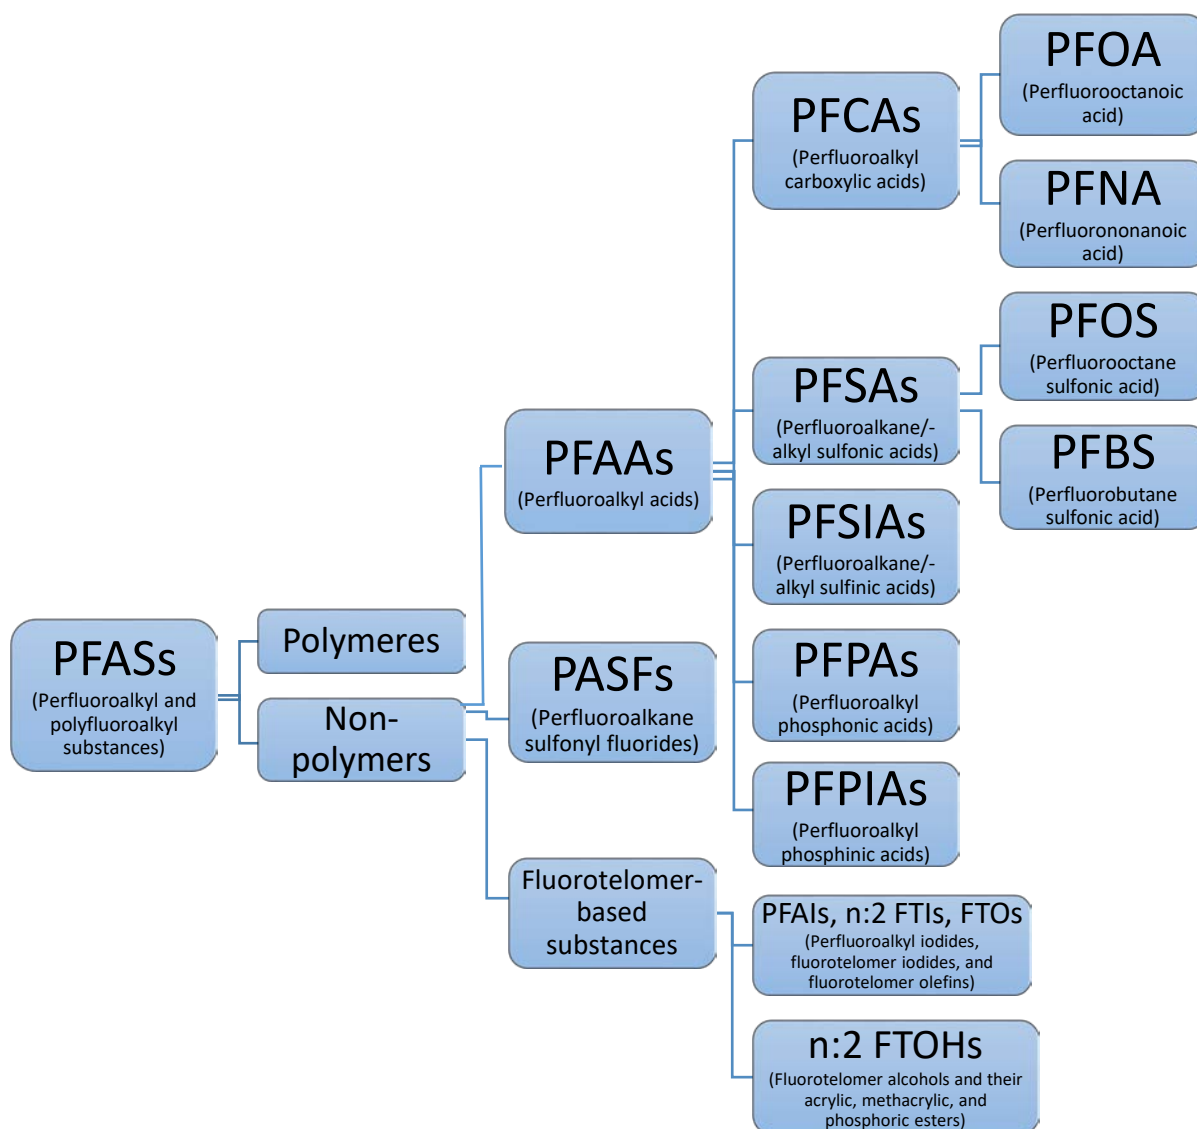 PFASs
(Perfluoroalkyl and
polyfluoroalkyl
substances)
Polymeres
Non-
polymers
PFAAs
(Perfluoroalkyl acids)
PASFs
(Perfluoroalkane
sulfonyl fluorides)
Fluorotelomer-
based
substances
PFCAs
(Perfluoroalkyl
carboxylic acids)
PFSAs
(Perfluoroalkane/-
alkyl sulfonic acids)
PFSIAs
(Perfluoroalkane/-
alkyl sulfinic acids)
PFPAs
(Perfluoroalkyl
phosphonic acids)
PFPIAs
(Perfluoroalkyl
phosphinic acids)
PFAIs, n:2 FTIs, FTOs
(Perfluoroalkyl iodides,
fluorotelomer iodides, and
fluorotelomer olefins)
n:2 FTOHs
(Fluorotelomer alcohols and their
acrylic, methacrylic, and
phosphoric esters)
PFOA
(Perfluorooctanoic
acid)
PFNA
(Perfluorononanoic
acid)
PFOS
(Perfluorooctane
sulfonic acid)
PFBS
(Perfluorobutane
sulfonic acid)